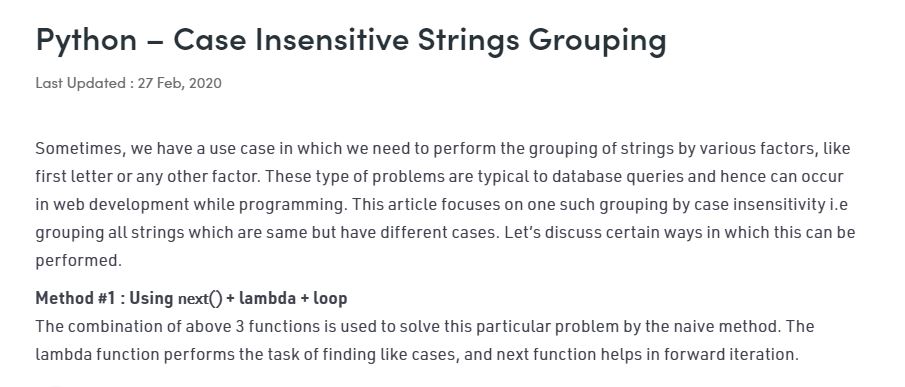 Python – Case Insensitive Strings Grouping
Last Updated : 27 Feb, 2020
Sometimes, we have a use case in which we need to perform the grouping of strings by various factors, like
first letter or any other factor. These type of problems are typical to database queries and hence can occur
in web development while programming. This article focuses on one such grouping by case insensitivity i.e
grouping all strings which are same but have different cases. Let’s discuss certain ways in which this can be
performed.
Method #1 : Using next() + lambda + loop
The combination of above 3 functions is used to solve this particular problem by the naive method. The
lambda function performs the task of finding like cases, and next function helps in forward iteration.